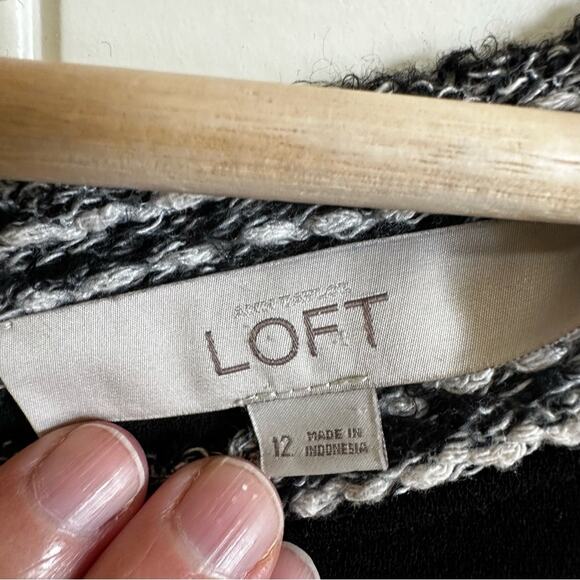 ANN TAYLOR
LOFT
12
MADE IN
INDONESIA